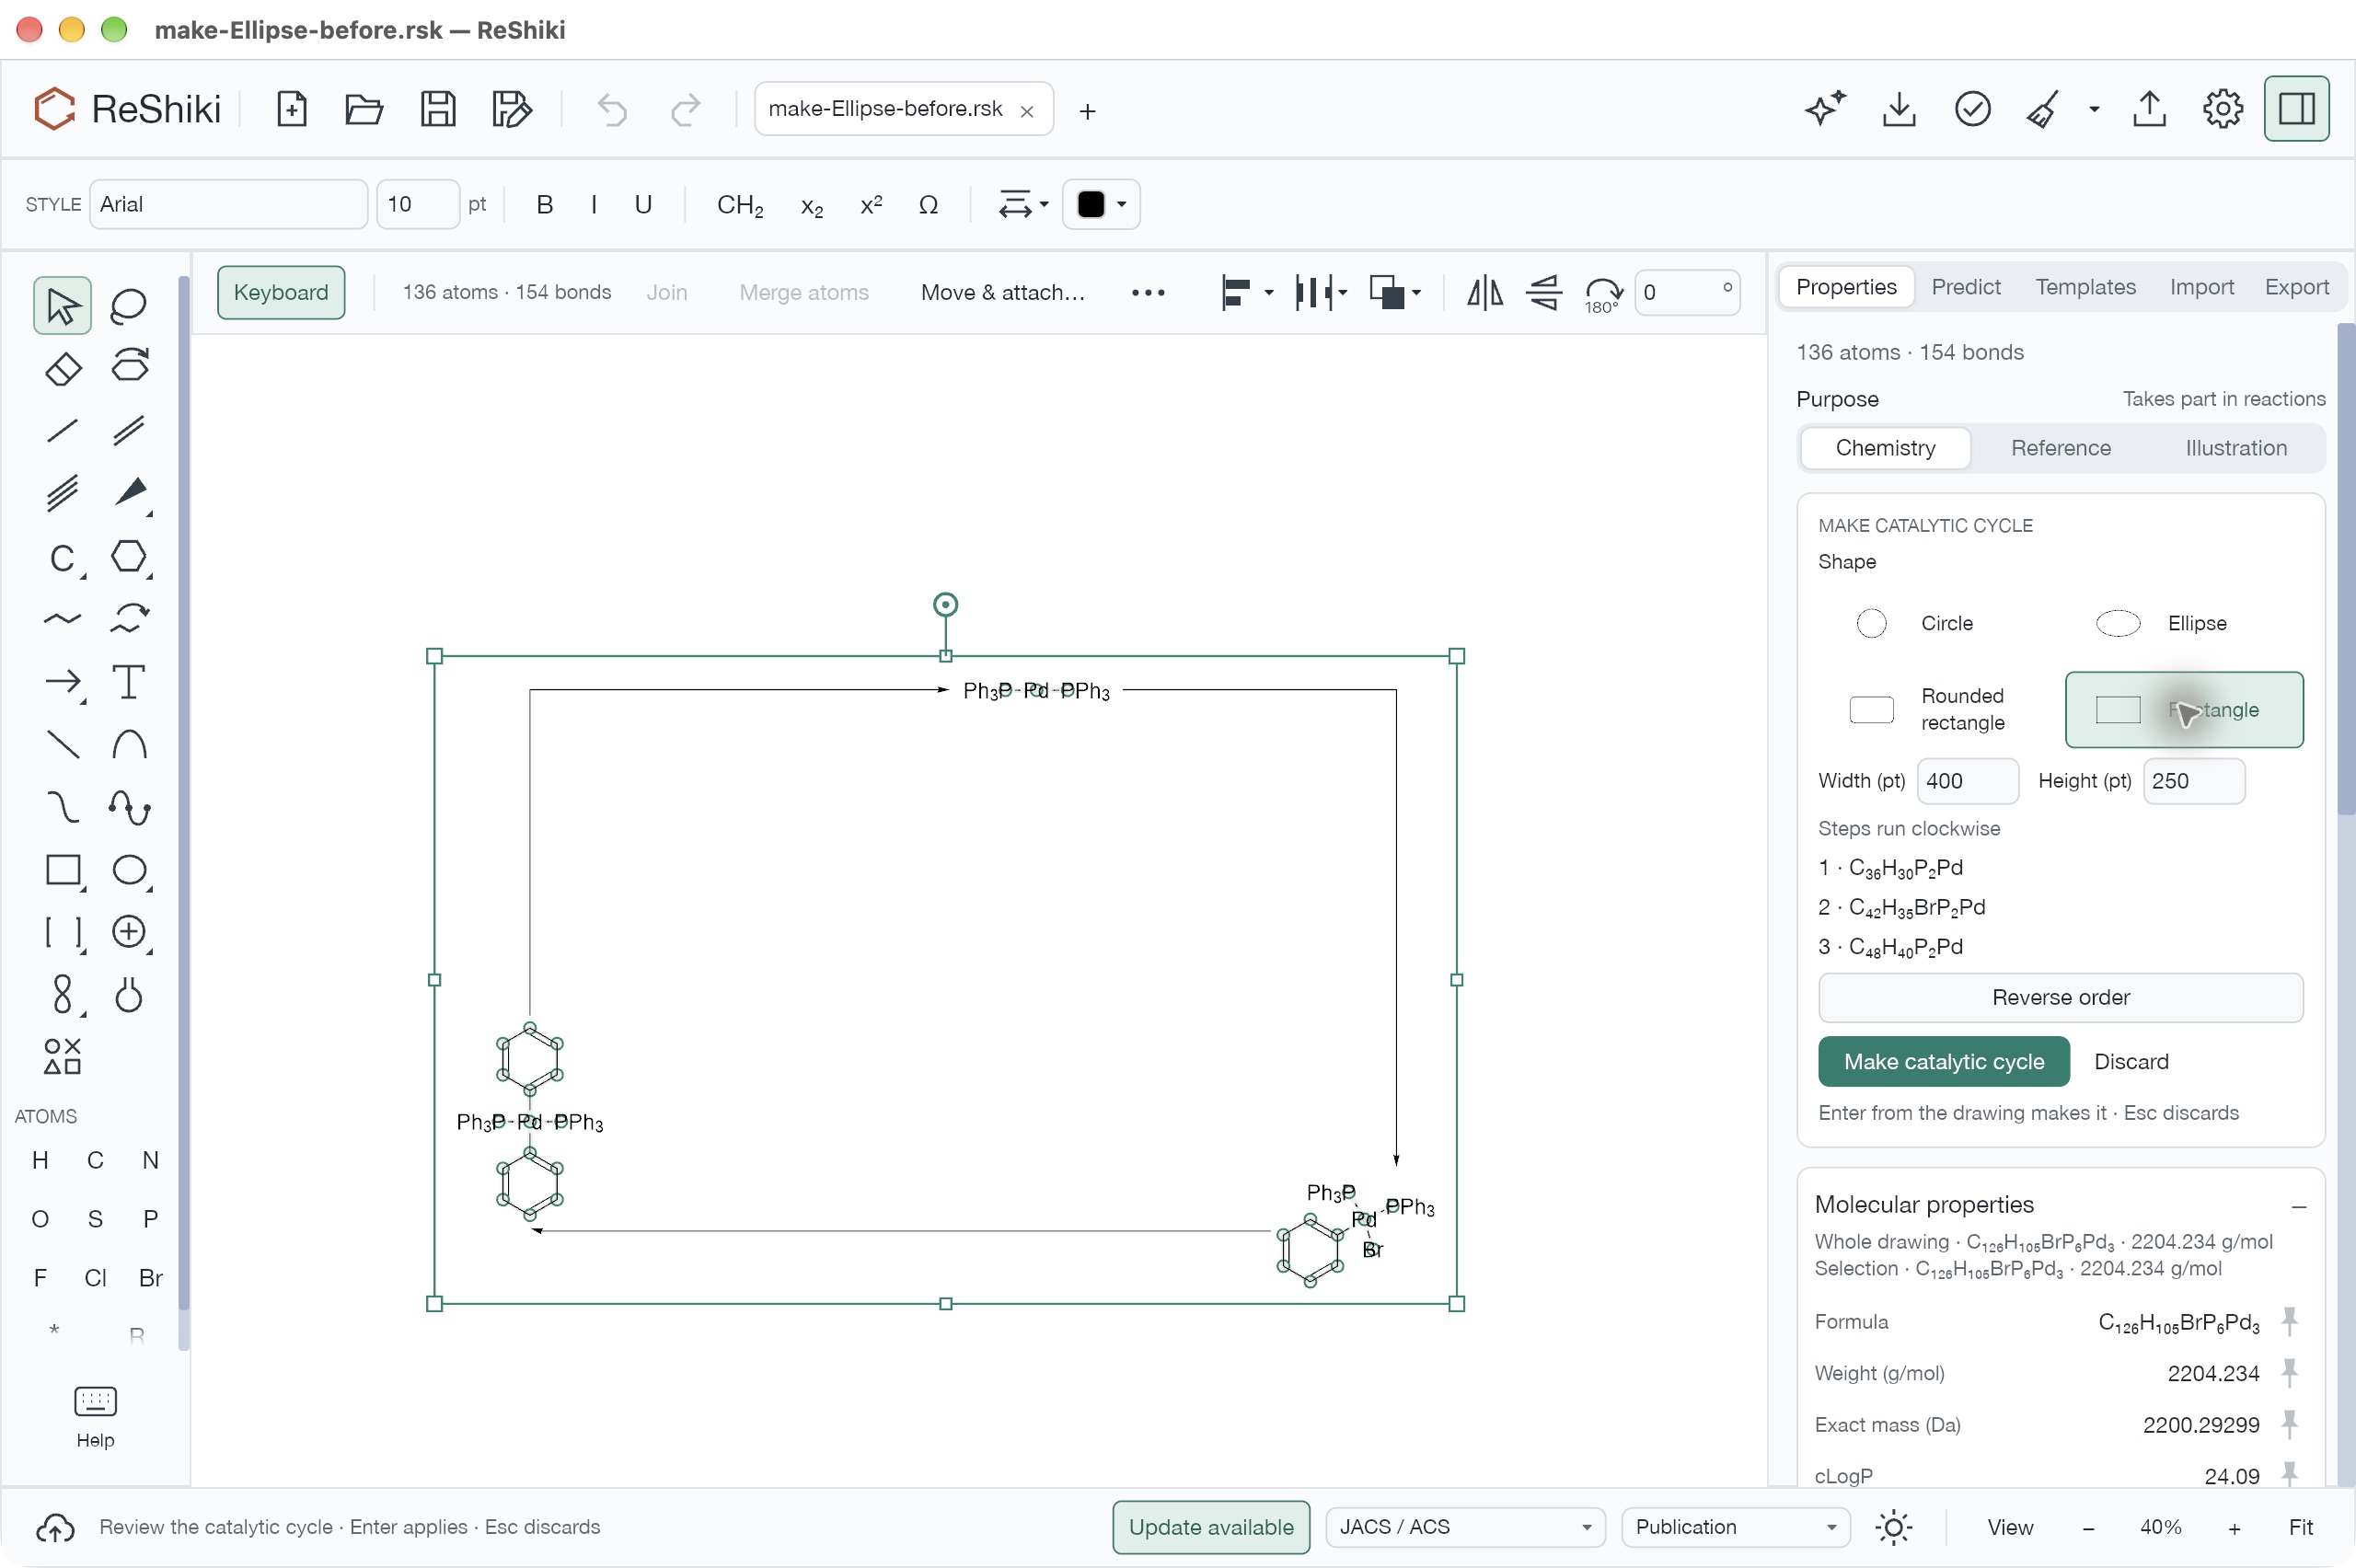 make-Ellipse-before.rsk — ReShiki
ReShiki
make-Ellipse-before.rsk × +
STYLE Arial 10 pt B I U CH₂ x₂ x² Ω
Keyboard 136 atoms · 154 bonds Join Merge atoms Move & attach... 180° 0 °
Properties Predict Templates Import Export
136 atoms · 154 bonds
Purpose Takes part in reactions
Chemistry Reference Illustration
MAKE CATALYTIC CYCLE
Shape
Circle Ellipse
Rounded
rectangle
Width (pt) 400 Height (pt) 250
Steps run clockwise
1 · C₃₆H₃₀P₂Pd
2 · C₄₂H₃₅BrP₂Pd
3 · C₄₈H₄₀P₂Pd
Reverse order
Make catalytic cycle Discard
Enter from the drawing makes it · Esc discards
Molecular properties
Whole drawing · C₁₂₆H₁₀₅BrP₆Pd₃ · 2204.234 g/mol
Selection · C₁₂₆H₁₀₅BrP₆Pd₃ · 2204.234 g/mol
Formula C₁₂₆H₁₀₅BrP₆Pd₃
Weight (g/mol) 2204.234
Exact mass (Da) 2200.29299
cLogP 24.09
Ph₃P Pd PPh₃
Ph₃P Pd PPh₃
Ph₃P
PPh₃
Pd
Br
C
T
ATOMS
H C N
O S P
F Cl Br
* R
Help
Review the catalytic cycle · Enter applies · Esc discards
Update available JACS / ACS Publication View − 40% + Fit